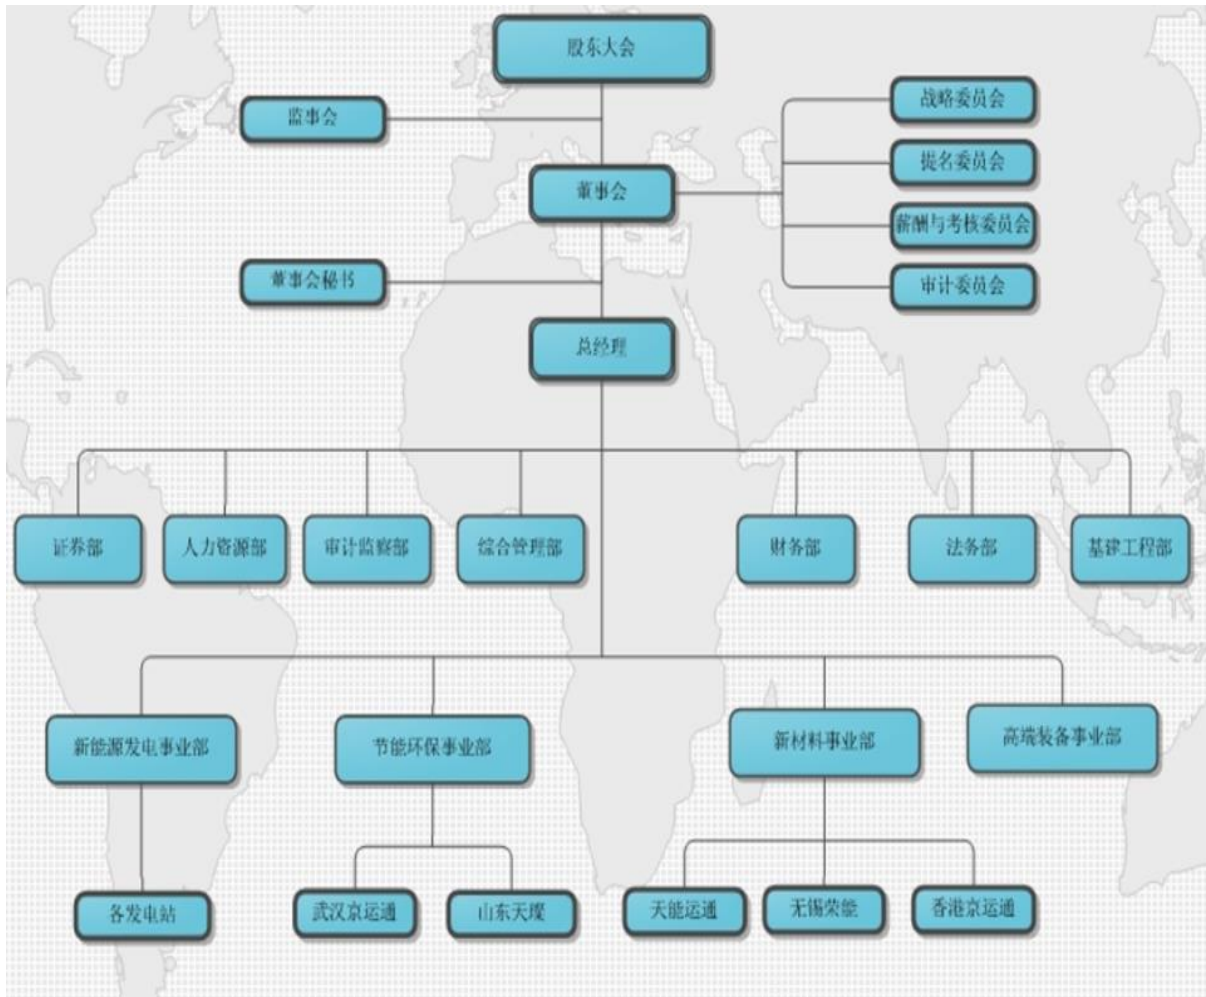 股东大会
监事会
战略委员会
提名委员会
董事会
薪酬与考核委员会
董事会秘书
审计委员会
总经理
证券部
人力资源部
审计监察部
综合管理部
财务部
法务部
基建工程部
新能源发电事业部
节能环保事业部
新材料事业部
高端装备事业部
各发电站
武汉京运通
山东天璨
天能运通
无锡荣能
香港京运通